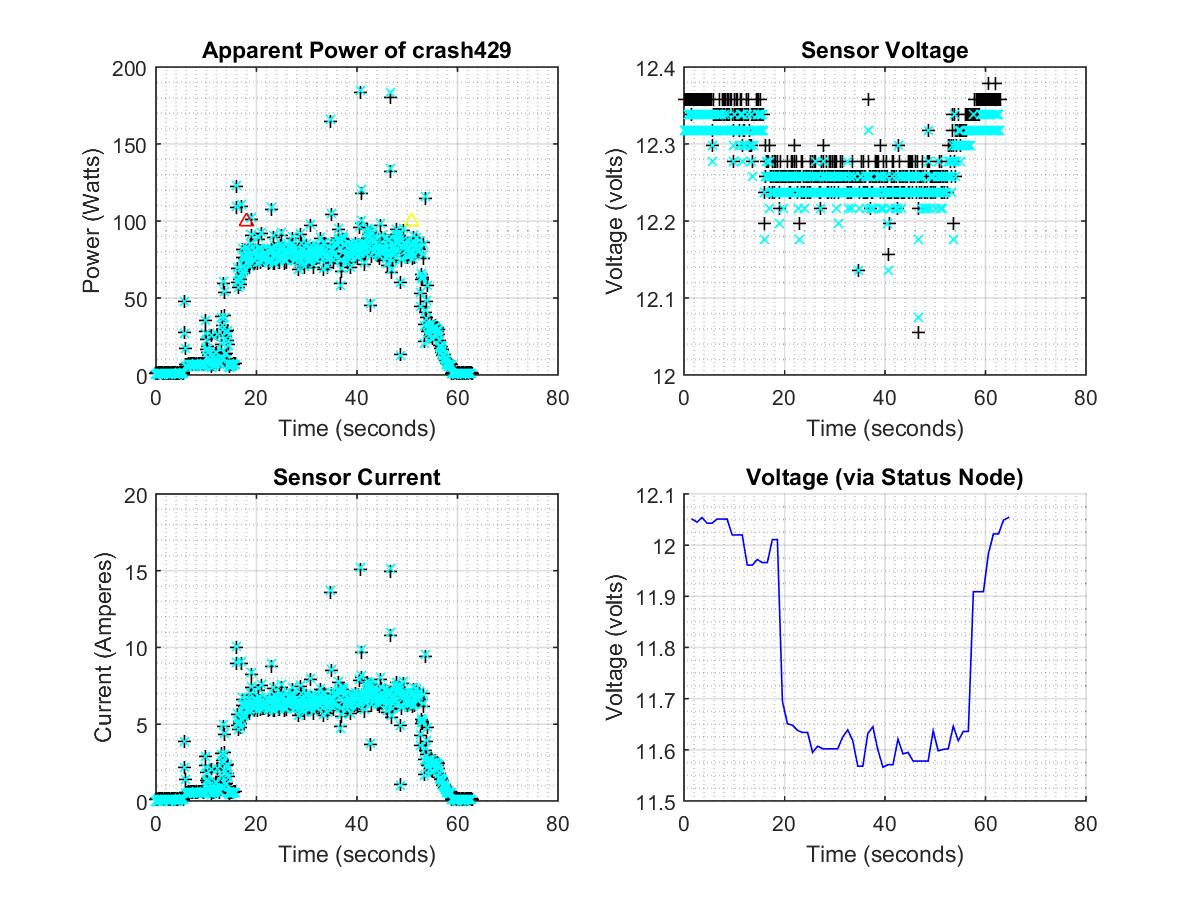 Apparent Power of crash429
200
150
100
50
0
Power (Watts)
0 20 40 60 80
Time (seconds)
Sensor Voltage
12.4
12.3
12.2
12.1
12
Voltage (volts)
0 20 40 60 80
Time (seconds)
Sensor Current
20
15
10
5
0
Current (Amperes)
0 20 40 60 80
Time (seconds)
Voltage (via Status Node)
12.1
12
11.9
11.8
11.7
11.6
11.5
Voltage (volts)
0 20 40 60 80
Time (seconds)